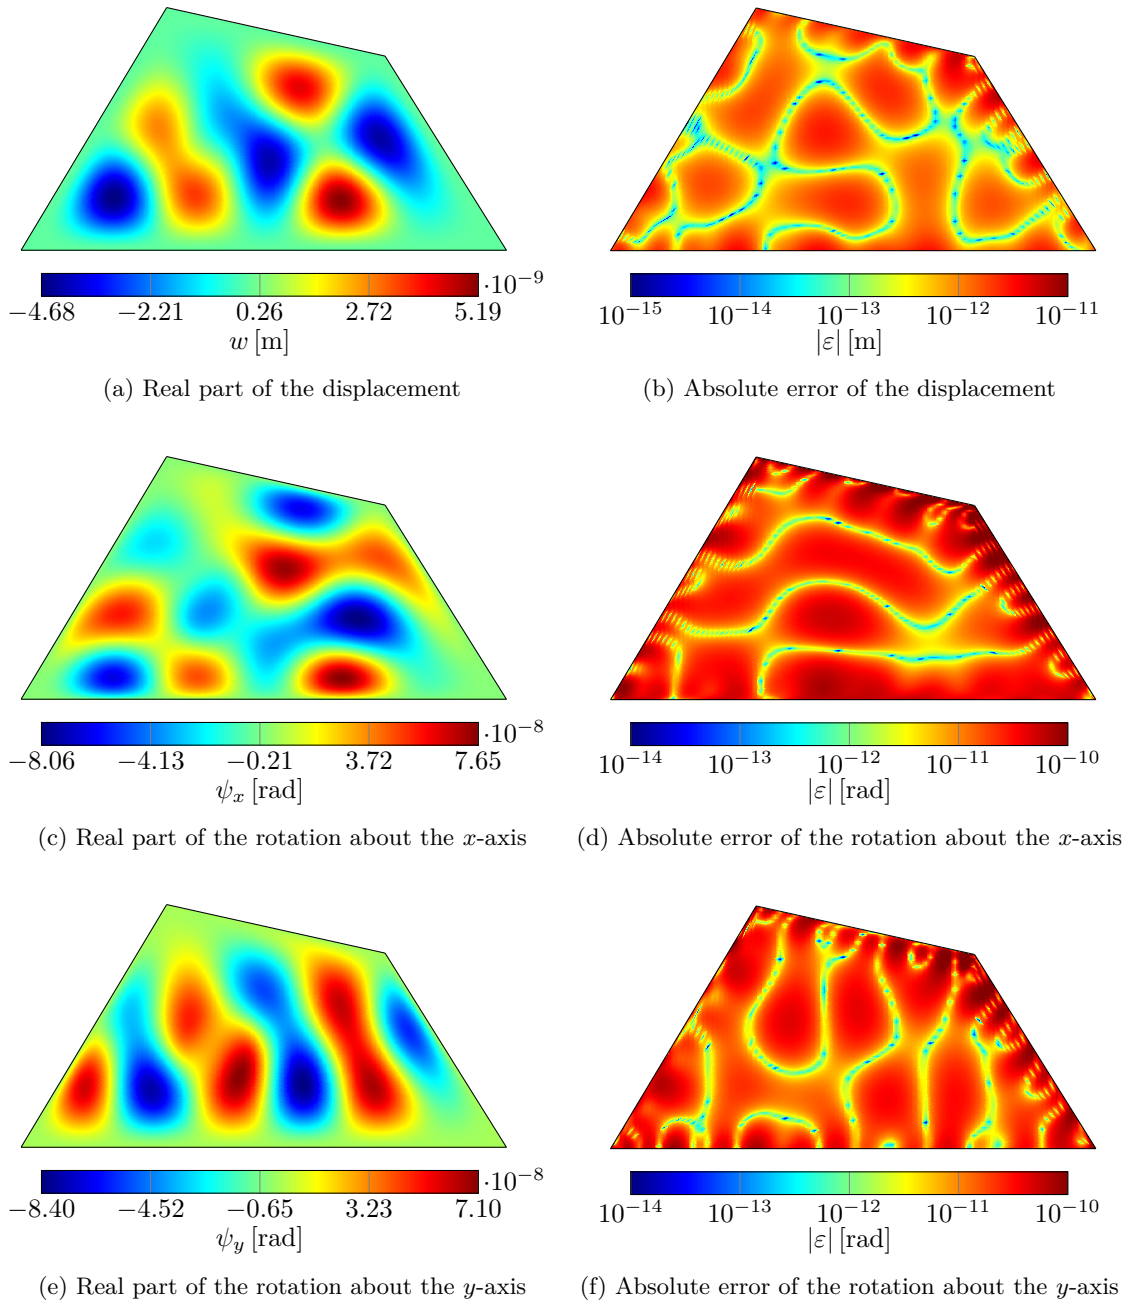 −4.68 −2.21 0.26 2.72 5.19 ·10⁻⁹
w [m]
(a) Real part of the displacement
10⁻¹⁵ 10⁻¹⁴ 10⁻¹³ 10⁻¹² 10⁻¹¹
|ε| [m]
(b) Absolute error of the displacement
−8.06 −4.13 −0.21 3.72 7.65 ·10⁻⁸
ψₓ [rad]
(c) Real part of the rotation about the x-axis
10⁻¹⁴ 10⁻¹³ 10⁻¹² 10⁻¹¹ 10⁻¹⁰
|ε| [rad]
(d) Absolute error of the rotation about the x-axis
−8.40 −4.52 −0.65 3.23 7.10 ·10⁻⁸
ψ_y [rad]
(e) Real part of the rotation about the y-axis
10⁻¹⁴ 10⁻¹³ 10⁻¹² 10⁻¹¹ 10⁻¹⁰
|ε| [rad]
(f) Absolute error of the rotation about the y-axis